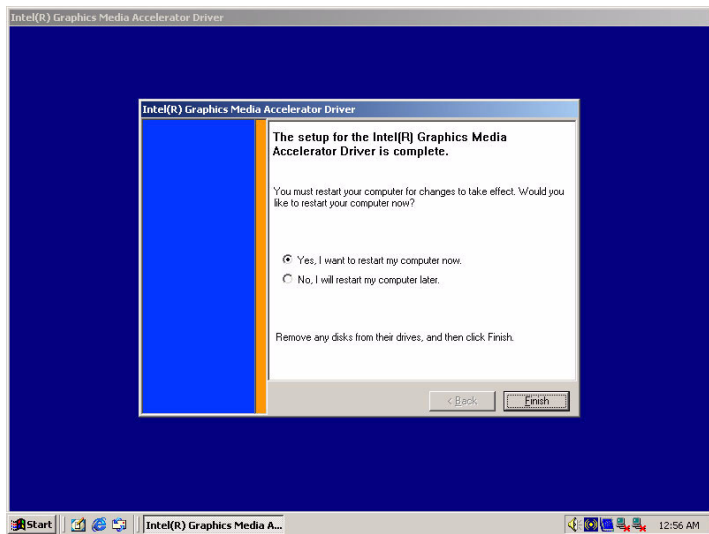 Intel(R) Graphics Media Accelerator Driver
Intel(R) Graphics Media Accelerator Driver
The setup for the Intel(R) Graphics Media
Accelerator Driver is complete.
You must restart your computer for changes to take effect. Would you
like to restart your computer now?
Yes, I want to restart my computer now.
No, I will restart my computer later.
Remove any disks from their drives, and then click Finish.
< Back
Finish
Start
Intel(R) Graphics Media A...
12:56 AM